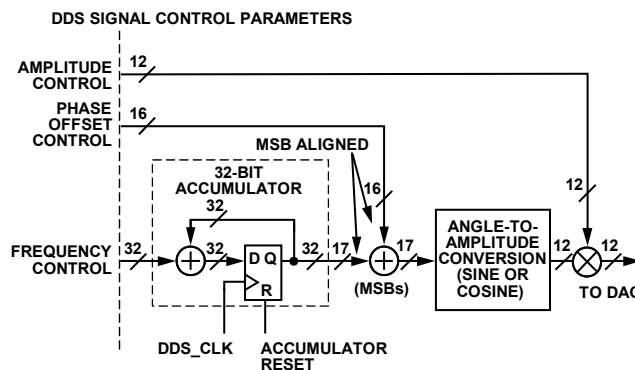 DDS SIGNAL CONTROL PARAMETERS
AMPLITUDE
CONTROL
12
PHASE
OFFSET
CONTROL
16
MSB ALIGNED
32-BIT
ACCUMULATOR
16
12
32
FREQUENCY
CONTROL
32
32
D Q
R
32
17
17
(MSBs)
ANGLE-TO-
AMPLITUDE
CONVERSION
(SINE OR
COSINE)
12
12
TO DAC
DDS_CLK
ACCUMULATOR
RESET